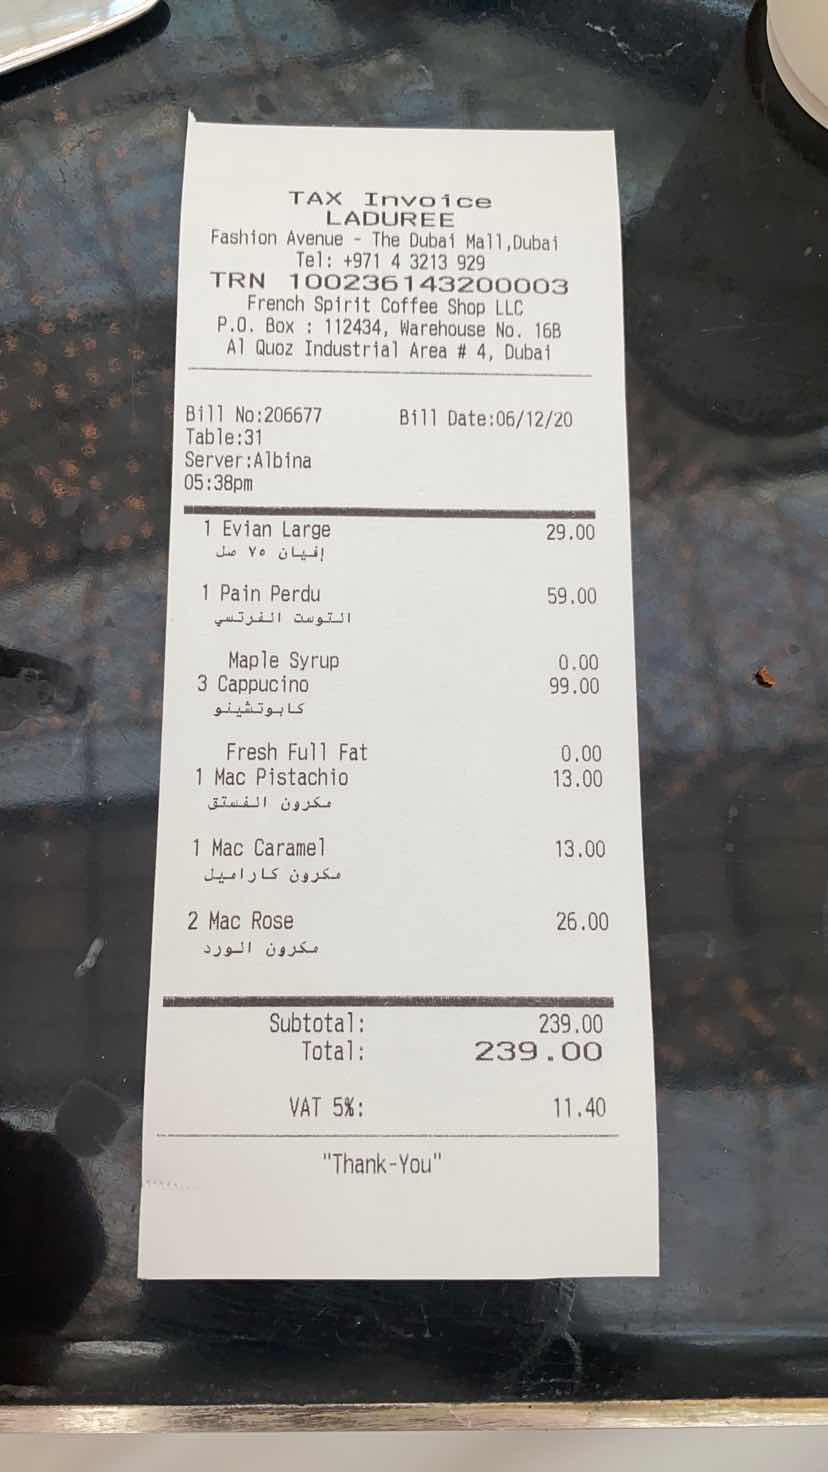 TAX Invoice
LADUREE
Fashion Avenue - The Dubai Mall,Dubai
Tel: +971 4 3213 929
TRN 100236143200003
French Spirit Coffee Shop LLC
P.O. Box : 112434, Warehouse No. 16B
Al Quoz Industrial Area # 4, Dubai
Bill No:206677 Bill Date:06/12/20
Table:31
Server:Albina
05:38pm
1 Evian Large 29.00
إفيان ٧٥ صل
1 Pain Perdu 59.00
التوست الفرتسي
Maple Syrup 0.00
3 Cappucino 99.00
كابوتشينو
Fresh Full Fat 0.00
1 Mac Pistachio 13.00
مكرون الفستق
1 Mac Caramel 13.00
مكرون كاراميل
2 Mac Rose 26.00
مكرون الورد
Subtotal: 239.00
Total: 239.00
VAT 5%: 11.40
"Thank-You"